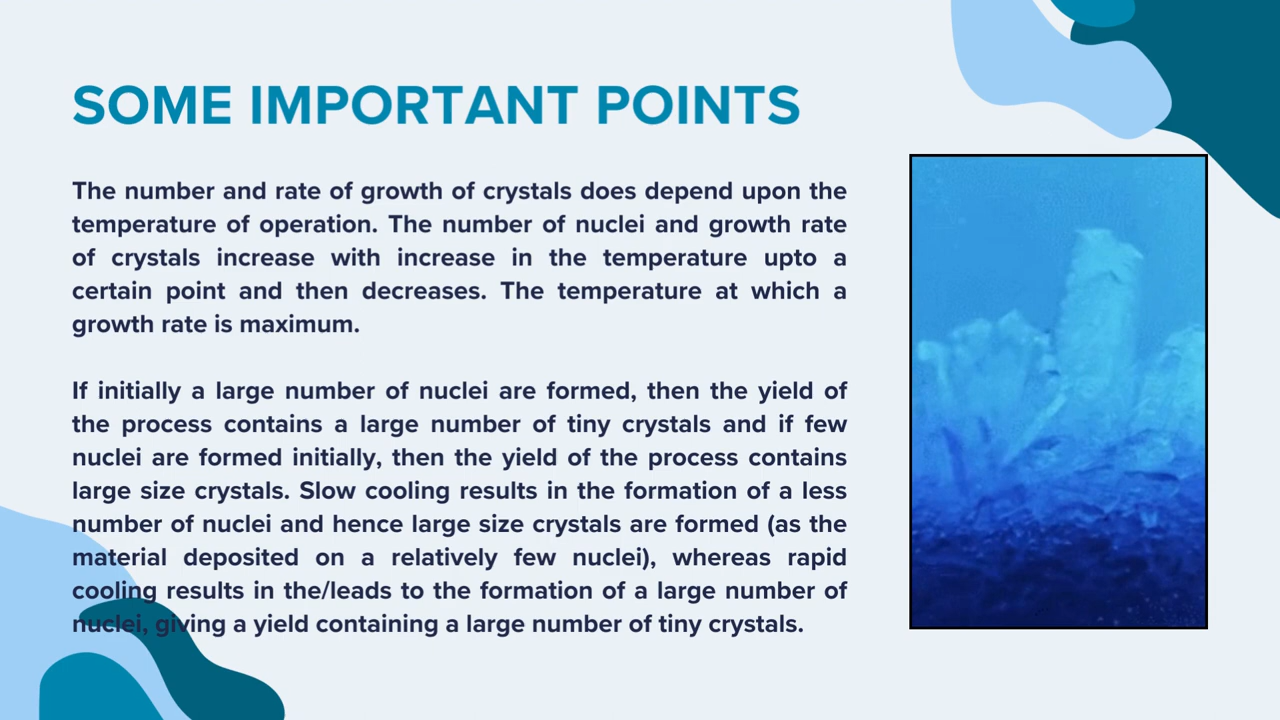 SOME IMPORTANT POINTS
The number and rate of growth of crystals does depend upon the
temperature of operation. The number of nuclei and growth rate
of crystals increase with increase in the temperature upto a
certain point and then decreases. The temperature at which a
growth rate is maximum.
If initially a large number of nuclei are formed, then the yield of
the process contains a large number of tiny crystals and if few
nuclei are formed initially, then the yield of the process contains
large size crystals. Slow cooling results in the formation of a less
number of nuclei and hence large size crystals are formed (as the
material deposited on a relatively few nuclei), whereas rapid
cooling results in the/leads to the formation of a large number of
nuclei, giving a yield containing a large number of tiny crystals.